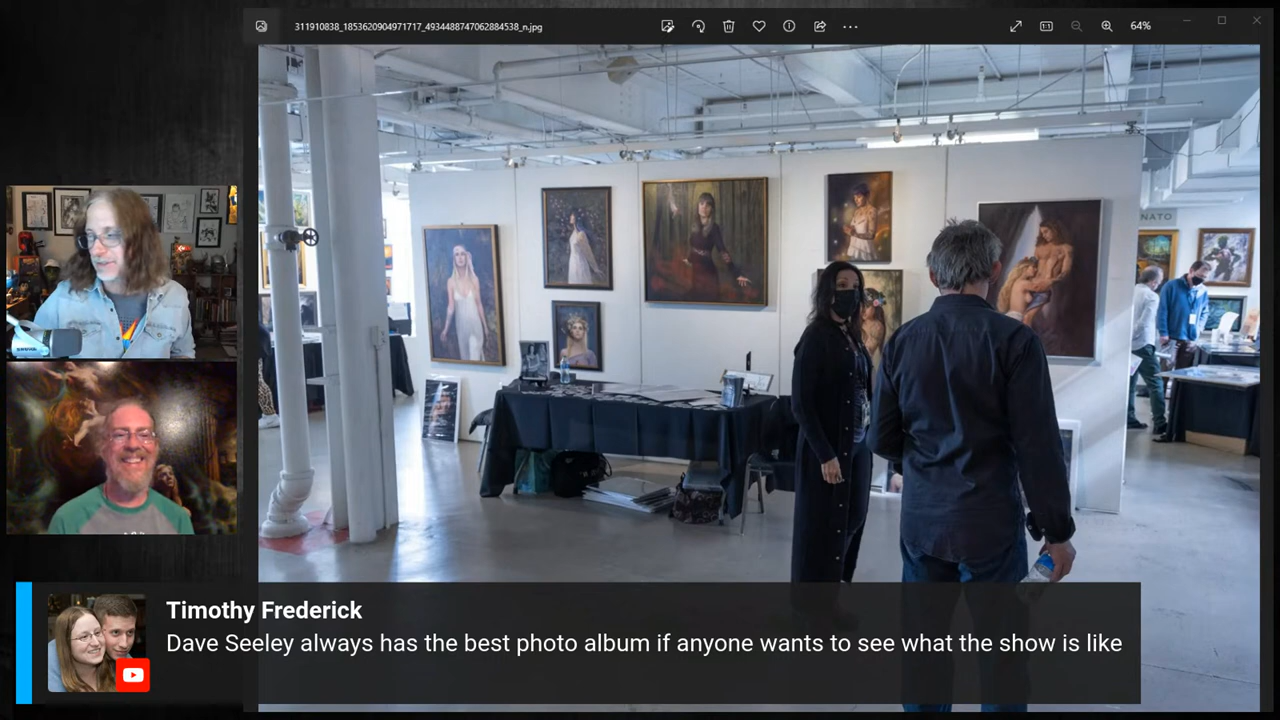 311910838_1853620904971717_4934488747062884538_n.jpg
64%
NATO
Timothy Frederick
Dave Seeley always has the best photo album if anyone wants to see what the show is like